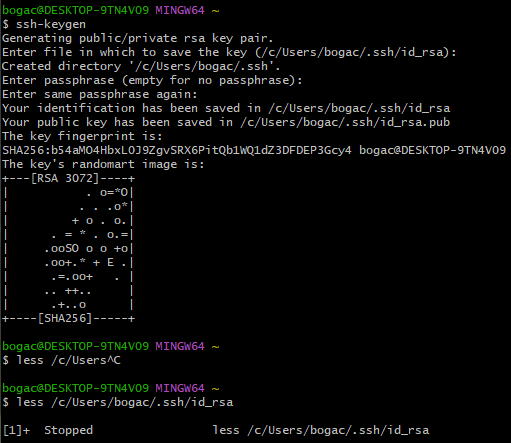 bogac@DESKTOP-9TN4VO9 MINGW64 ~
$ ssh-keygen
Generating public/private rsa key pair.
Enter file in which to save the key (/c/Users/bogac/.ssh/id_rsa):
Created directory '/c/Users/bogac/.ssh'.
Enter passphrase (empty for no passphrase):
Enter same passphrase again:
Your identification has been saved in /c/Users/bogac/.ssh/id_rsa
Your public key has been saved in /c/Users/bogac/.ssh/id_rsa.pub
The key fingerprint is:
SHA256:b54aMO4HbxLOJ9ZgvSRX6PitQb1WQ1dZ3DFDEP3Gcy4 bogac@DESKTOP-9TN4VO9
The key's randomart image is:
+---[RSA 3072]----+
|           . o=*O|
|          . . .o*|
|         + o . o.|
|      . = * . o.=|
|     .ooSO o o +o|
|     .oo+.* + E .|
|      .=.oo+   . |
|     .. ++..     |
|      .+..o      |
+----[SHA256]-----+
bogac@DESKTOP-9TN4VO9 MINGW64 ~
$ less /c/Users^C
bogac@DESKTOP-9TN4VO9 MINGW64 ~
$ less /c/Users/bogac/.ssh/id_rsa
[1]+  Stopped                 less /c/Users/bogac/.ssh/id_rsa